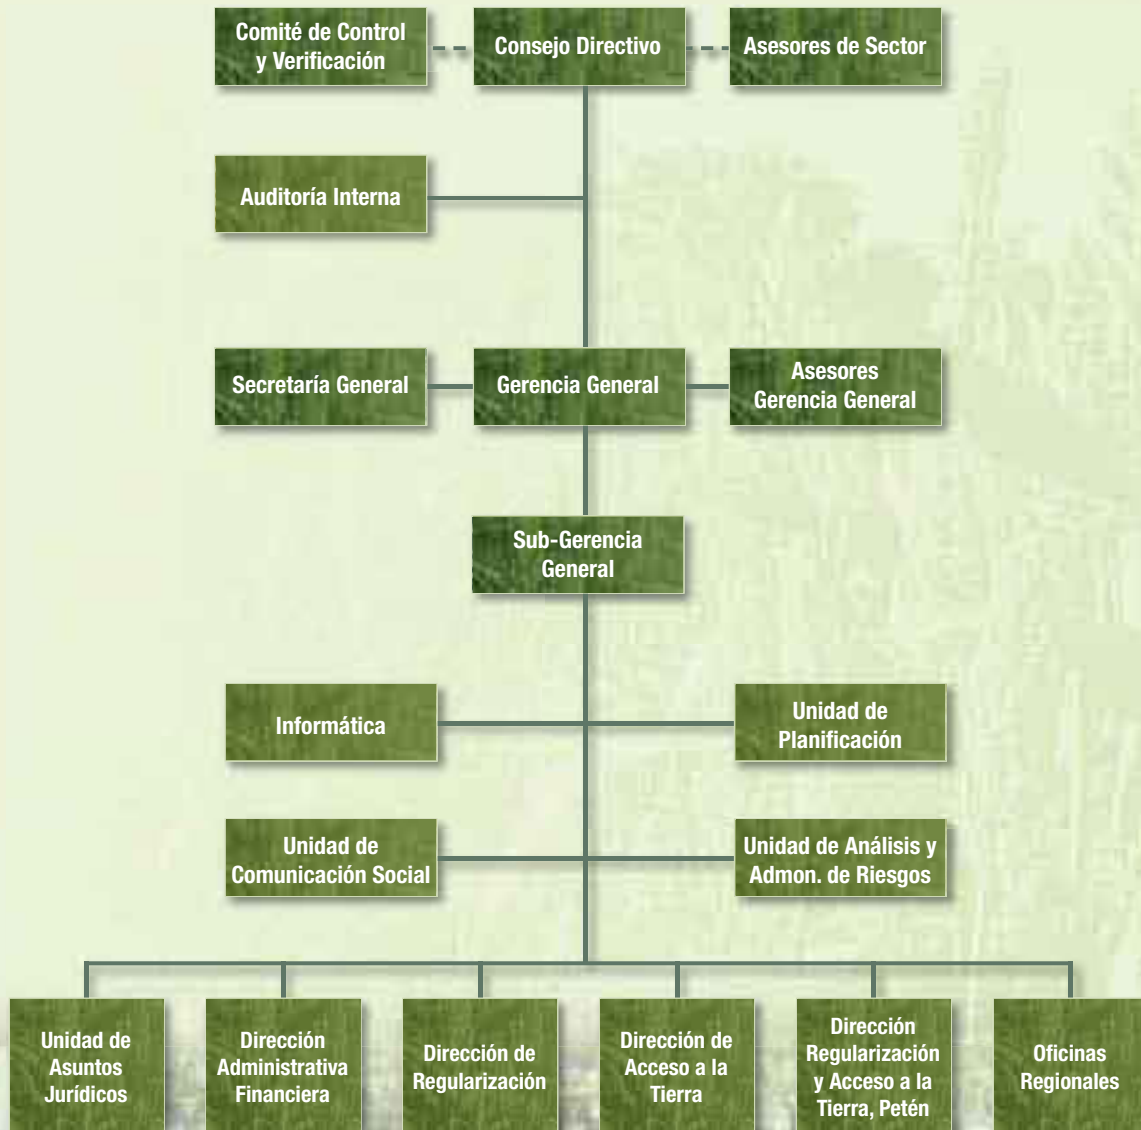 Comité de Control
y Verificación
Consejo Directivo
Asesores de Sector
Auditoría Interna
Secretaría General
Gerencia General
Asesores
Gerencia General
Sub-Gerencia
General
Informática
Unidad de
Planificación
Unidad de
Comunicación Social
Unidad de Análisis y
Admon. de Riesgos
Unidad de
Asuntos
Jurídicos
Dirección
Administrativa
Financiera
Dirección de
Regularización
Dirección de
Acceso a la
Tierra
Dirección
Regularización
y Acceso a la
Tierra, Petén
Oficinas
Regionales